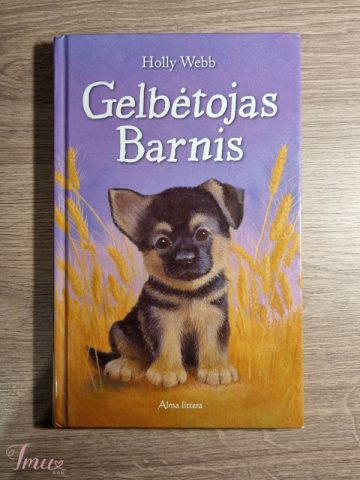 Holly Webb
Gelbėtojas
Barnis
Alma littera
Imu